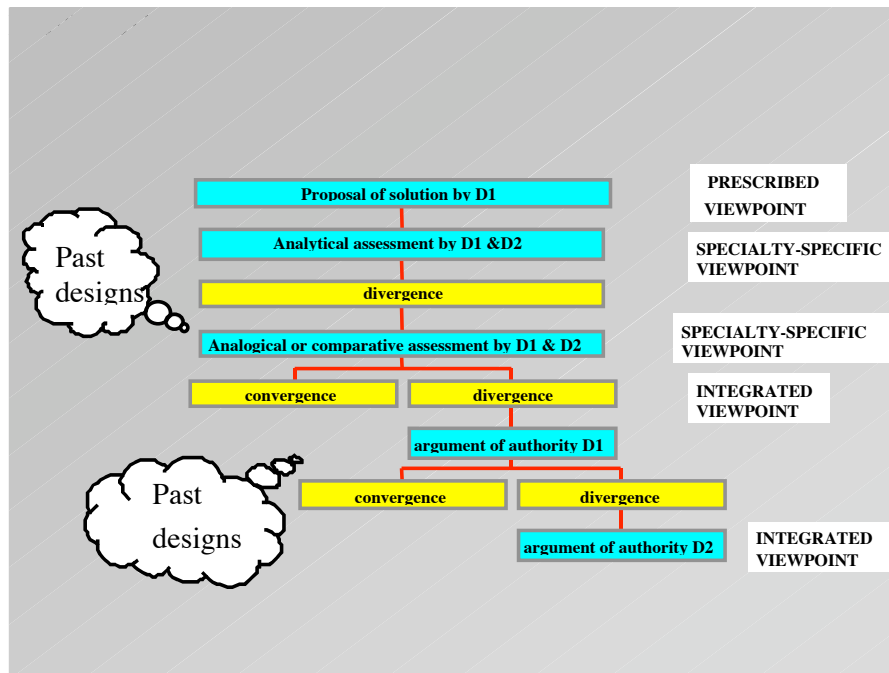 Proposal of solution by D1
PRESCRIBED
VIEWPOINT
Analytical assessment by D1 &D2
SPECIALTY-SPECIFIC
VIEWPOINT
Past
designs
divergence
Analogical or comparative assessment by D1 & D2
SPECIALTY-SPECIFIC
VIEWPOINT
convergence
divergence
INTEGRATED
VIEWPOINT
argument of authority D1
Past
designs
convergence
divergence
argument of authority D2
INTEGRATED
VIEWPOINT